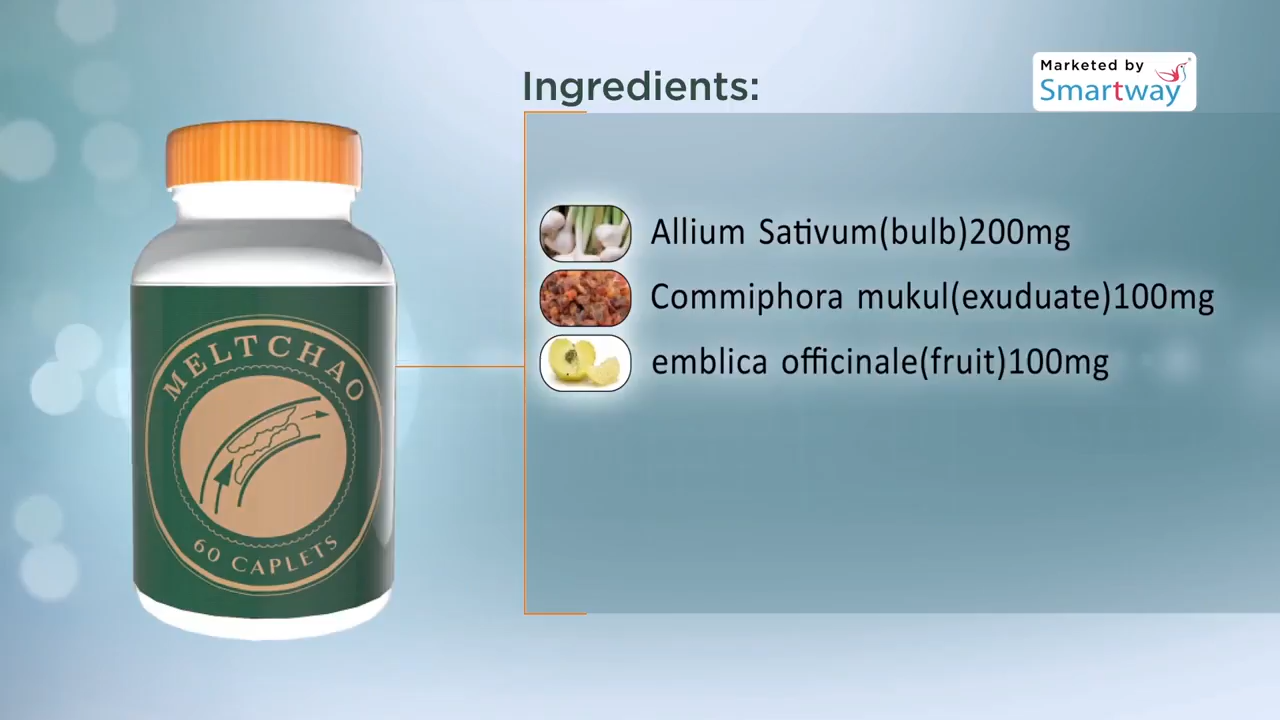 Ingredients:
Marketed by
Smartway
Allium Sativum(bulb)200mg
Commiphora mukul(exuduate)100mg
emblica officinale(fruit)100mg
MELTCHAO
60 CAPLETS